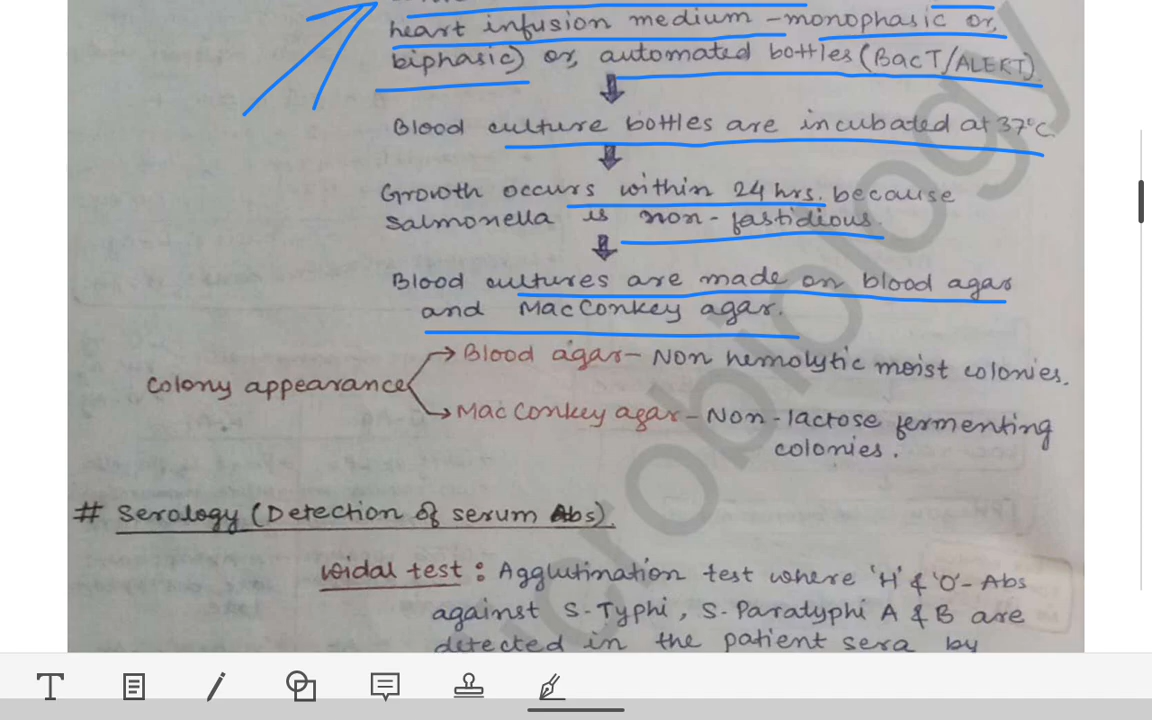 heart infusion medium - monophasic or,
biphasic) or, automated bottles (BacT/ALERT)
Blood culture bottles are incubated at 37°C
Growth occurs within 24 hrs. because
Salmonella is non-fastidious.
Blood cultures are made on blood agar
and MacConkey agar.
Colony appearance
Blood agar - Non hemolytic moist colonies.
MacConkey agar - Non-lactose fermenting
colonies.
# Serology (Detection of serum Abs).
Widal test : Agglutination test where 'H' & 'O' - Abs
against S-Typhi, S-Paratyphi A & B are
detected in the patient sera by
crobiology
T